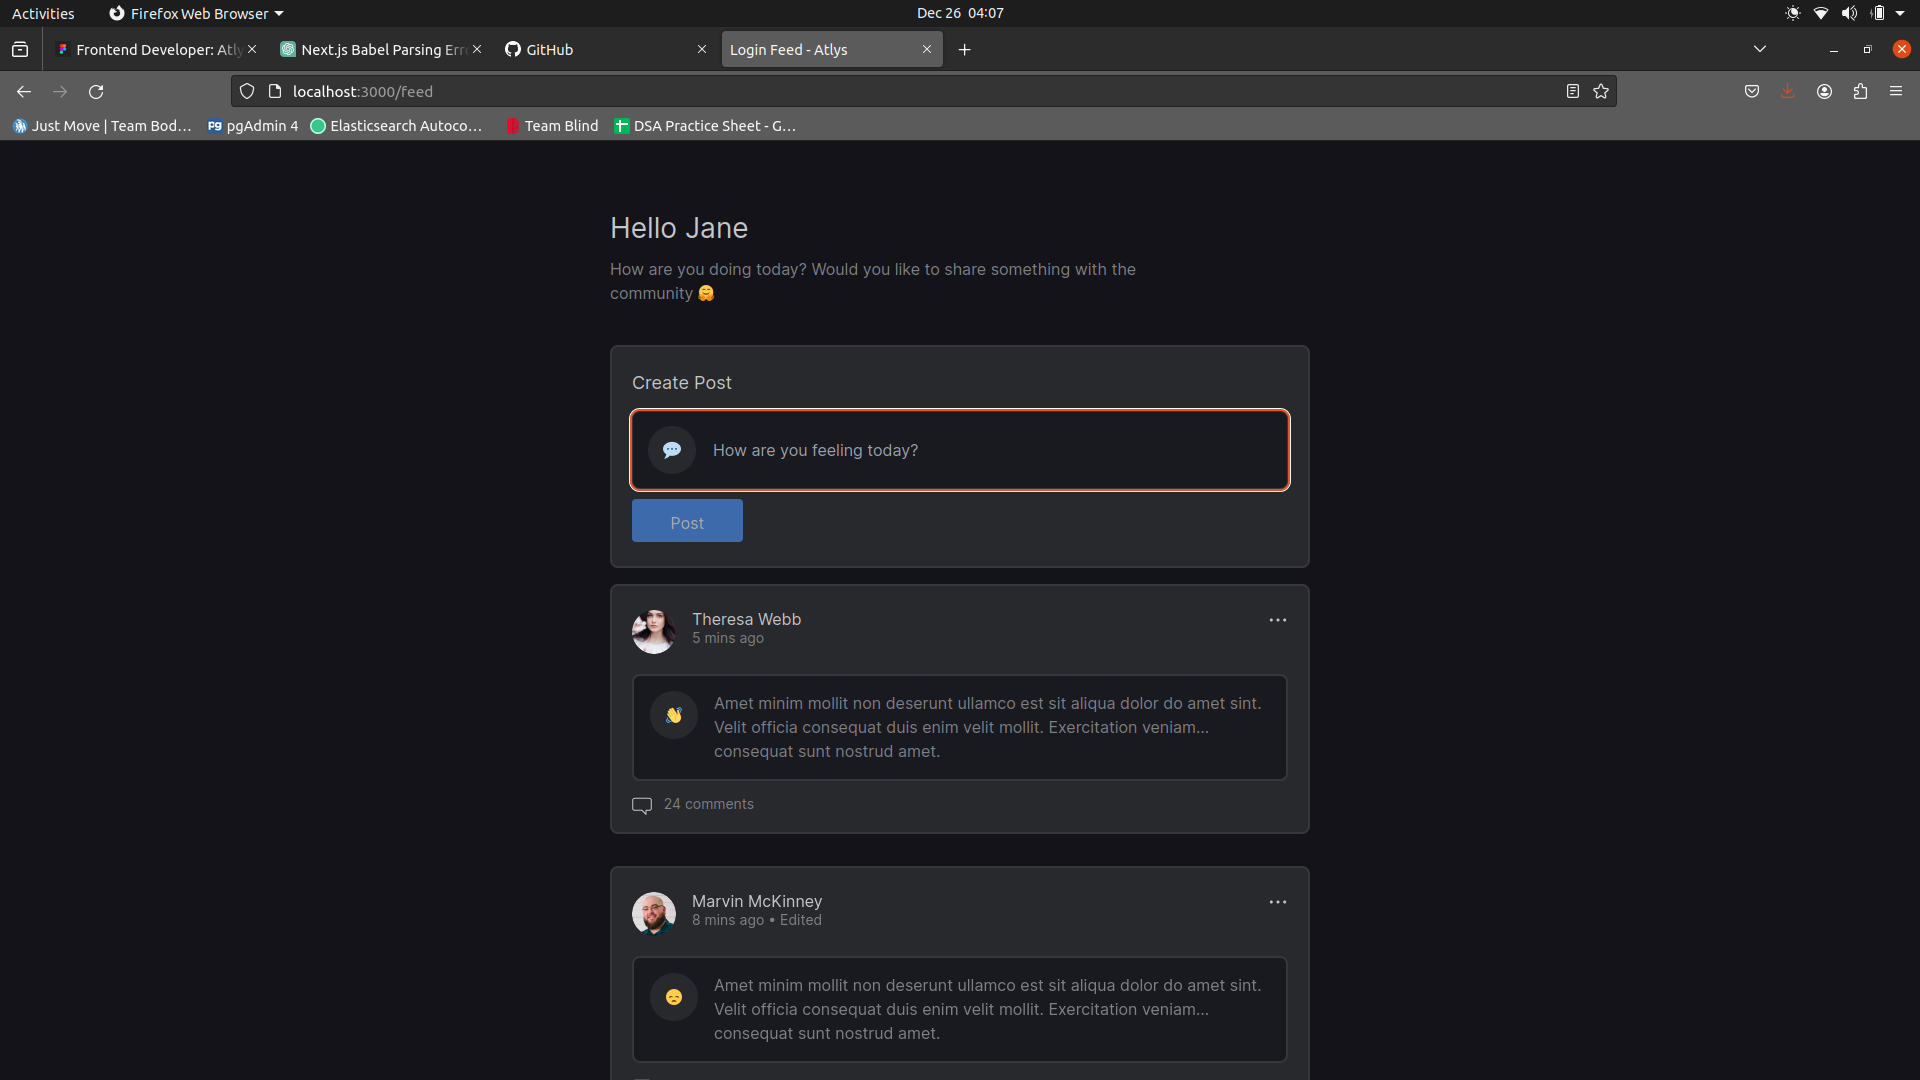 Activities
Firefox Web Browser
Dec 26 04:07
Frontend Developer: Atly
Next.js Babel Parsing Erro
GitHub
Login Feed - Atlys
localhost:3000/feed
Just Move | Team Bod…
pgAdmin 4
Elasticsearch Autoco…
Team Blind
DSA Practice Sheet - G…
Hello Jane
How are you doing today? Would you like to share something with the
community 🤗
Create Post
💬 How are you feeling today?
Post
Theresa Webb
5 mins ago
Amet minim mollit non deserunt ullamco est sit aliqua dolor do amet sint.
Velit officia consequat duis enim velit mollit. Exercitation veniam...
consequat sunt nostrud amet.
24 comments
Marvin McKinney
8 mins ago • Edited
Amet minim mollit non deserunt ullamco est sit aliqua dolor do amet sint.
Velit officia consequat duis enim velit mollit. Exercitation veniam...
consequat sunt nostrud amet.